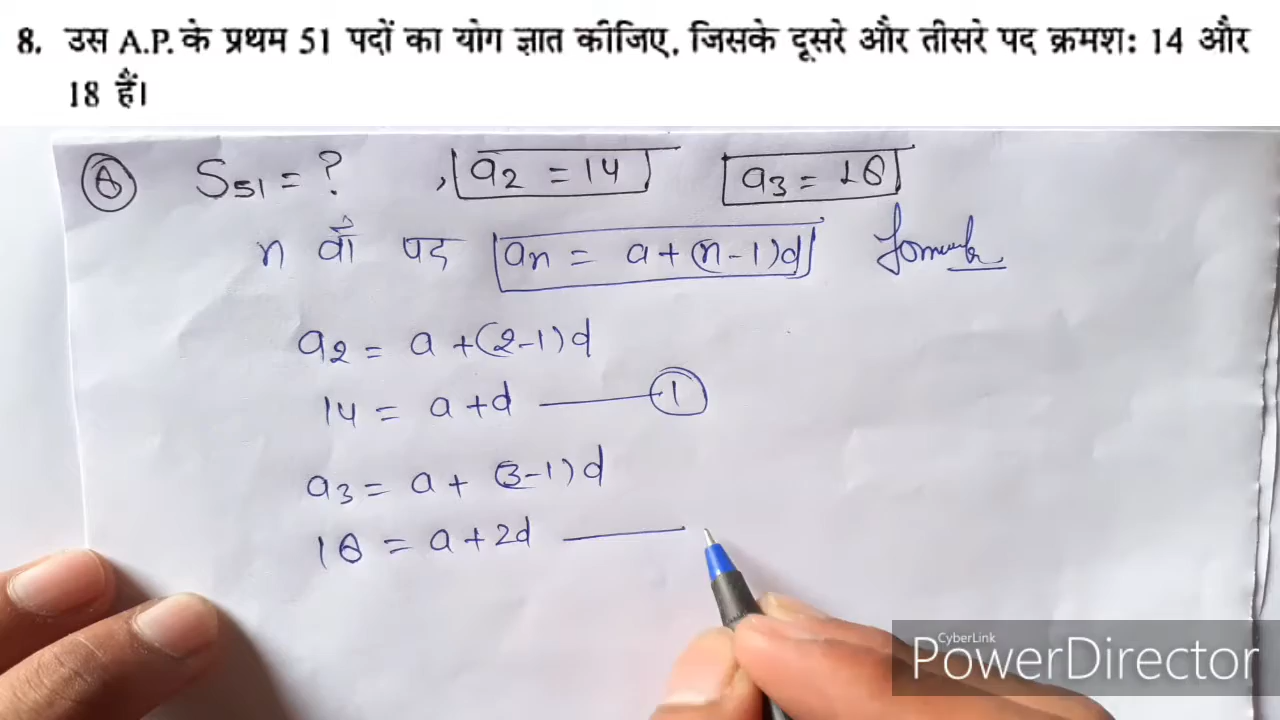 8. उस A.P. के प्रथम 51 पदों का योग ज्ञात कीजिए, जिसके दूसरे और तीसरे पद क्रमश: 14 और
18 हैं।
8 S51 = ? , a2 = 14 a3 = 18
n वाँ पद an = a + (n-1)d formula
a2 = a + (2-1)d
14 = a + d 1
a3 = a + (3-1)d
18 = a + 2d
CyberLink
PowerDirector